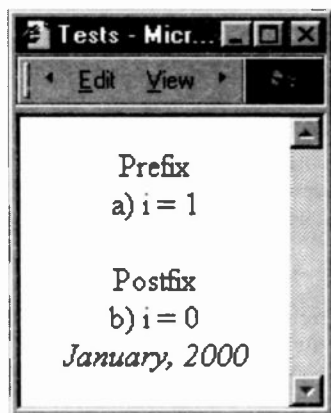 Tests - Micr...
Edit View
Prefix
a) i = 1
Postfix
b) i = 0
January, 2000